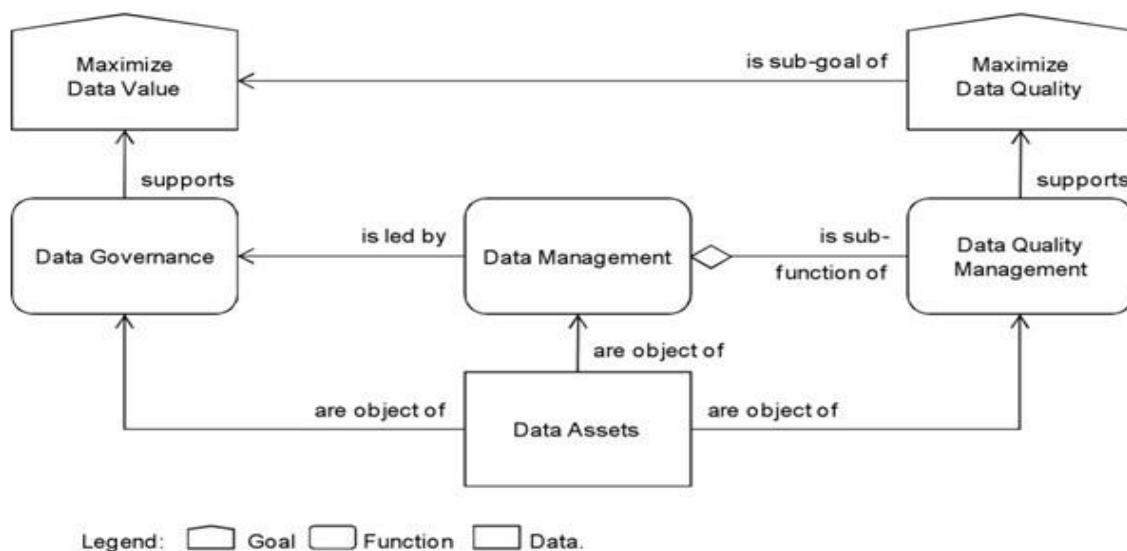 Maximize
Data Value
is sub-goal of
Maximize
Data Quality
supports
supports
Data Governance
is led by
Data Management
is sub-
function of
Data Quality
Management
are object of
are object of
Data Assets
are object of
Legend: Goal Function Data.